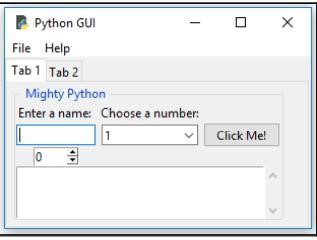 Python GUI
File Help
Tab 1 Tab 2
Mighty Python
Enter a name: Choose a number:
1 Click Me!
0